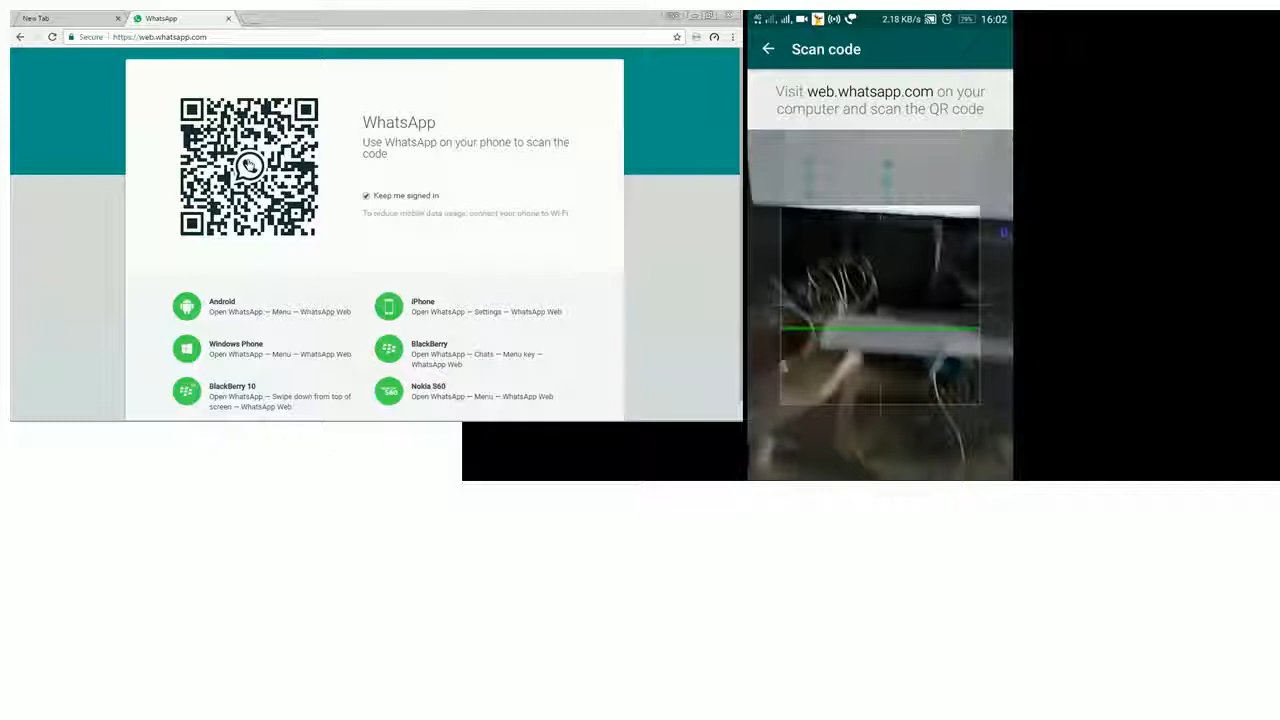 New Tab
WhatsApp
Secure
https://web.whatsapp.com
WhatsApp
Use WhatsApp on your phone to scan the
code
Keep me signed in
To reduce mobile data usage, connect your phone to Wi-Fi
Android
Open WhatsApp – Menu – WhatsApp Web
iPhone
Open WhatsApp – Settings – WhatsApp Web
Windows Phone
Open WhatsApp – Menu – WhatsApp Web
BlackBerry
Open WhatsApp – Chats – Menu key –
WhatsApp Web
BlackBerry 10
Open WhatsApp – Swipe down from top of
screen – WhatsApp Web
S60
Nokia S60
Open WhatsApp – Menu – WhatsApp Web
4G
2.18 KB/s
79%
16:02
Scan code
Visit web.whatsapp.com on your
computer and scan the QR code